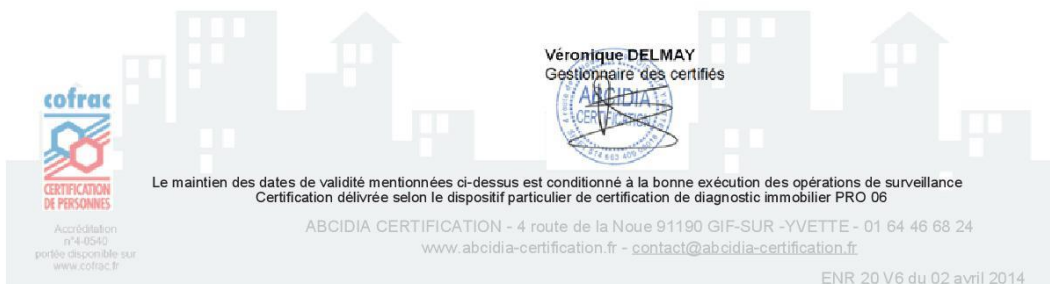 Véronique DELMAY
Gestionnaire des certifiés
ABCIDIA
CERTIFICATION
cofrac
CERTIFICATION
DE PERSONNES
Accréditation
n°4-0540
portée disponible sur
www.cofrac.fr
Le maintien des dates de validité mentionnées ci-dessus est conditionné à la bonne exécution des opérations de surveillance
Certification délivrée selon le dispositif particulier de certification de diagnostic immobilier PRO 06
ABCIDIA CERTIFICATION - 4 route de la Noue 91190 GIF-SUR -YVETTE - 01 64 46 68 24
www.abcidia-certification.fr - contact@abcidia-certification.fr
ENR 20 V6 du 02 avril 2014